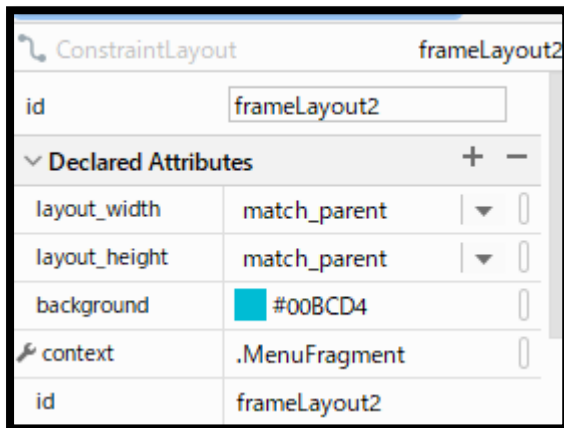 ConstraintLayout frameLayout2
id frameLayout2
Declared Attributes
layout_width match_parent
layout_height match_parent
background #00BCD4
context .MenuFragment
id frameLayout2